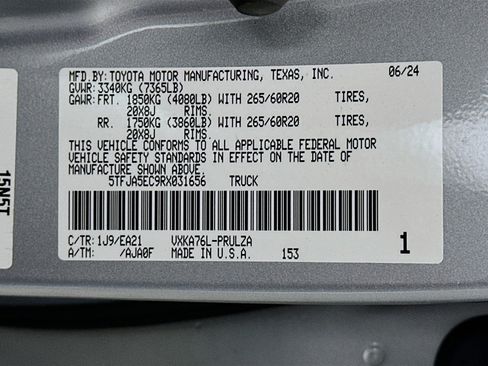 MFD.BY: TOYOTA MOTOR MANUFACTURING, TEXAS, INC. 06/24
GVWR: 3340KG (7365LB)
GAWR: FRT. 1850KG (4080LB) WITH 265/60R20 TIRES,
20X8J RIMS.
RR. 1750KG (3860LB) WITH 265/60R20 TIRES,
20X8J RIMS.
THIS VEHICLE CONFORMS TO ALL APPLICABLE FEDERAL MOTOR
VEHICLE SAFETY STANDARDS IN EFFECT ON THE DATE OF
MANUFACTURE SHOWN ABOVE.
5TFJA5EC9RX031656 TRUCK
C/TR: 1J9/EA21 VXKA76L-PRULZA
A/TM: /AJA0F MADE IN U.S.A. 153
1
15N5T